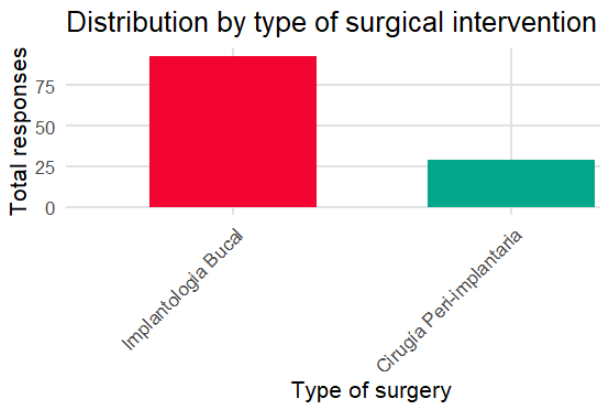 Distribution by type of surgical intervention
Total responses
75
50
25
0
Implantologia Bucal
Cirugía Peri-implantaria
Type of surgery